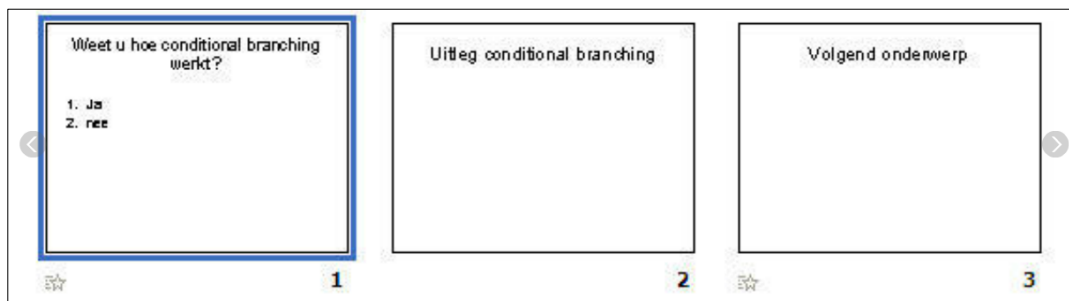 Weet u hoe conditional branching
werkt?
1. Ja
2. nee
1
Uitleg conditional branching
2
Volgend onderwerp
3